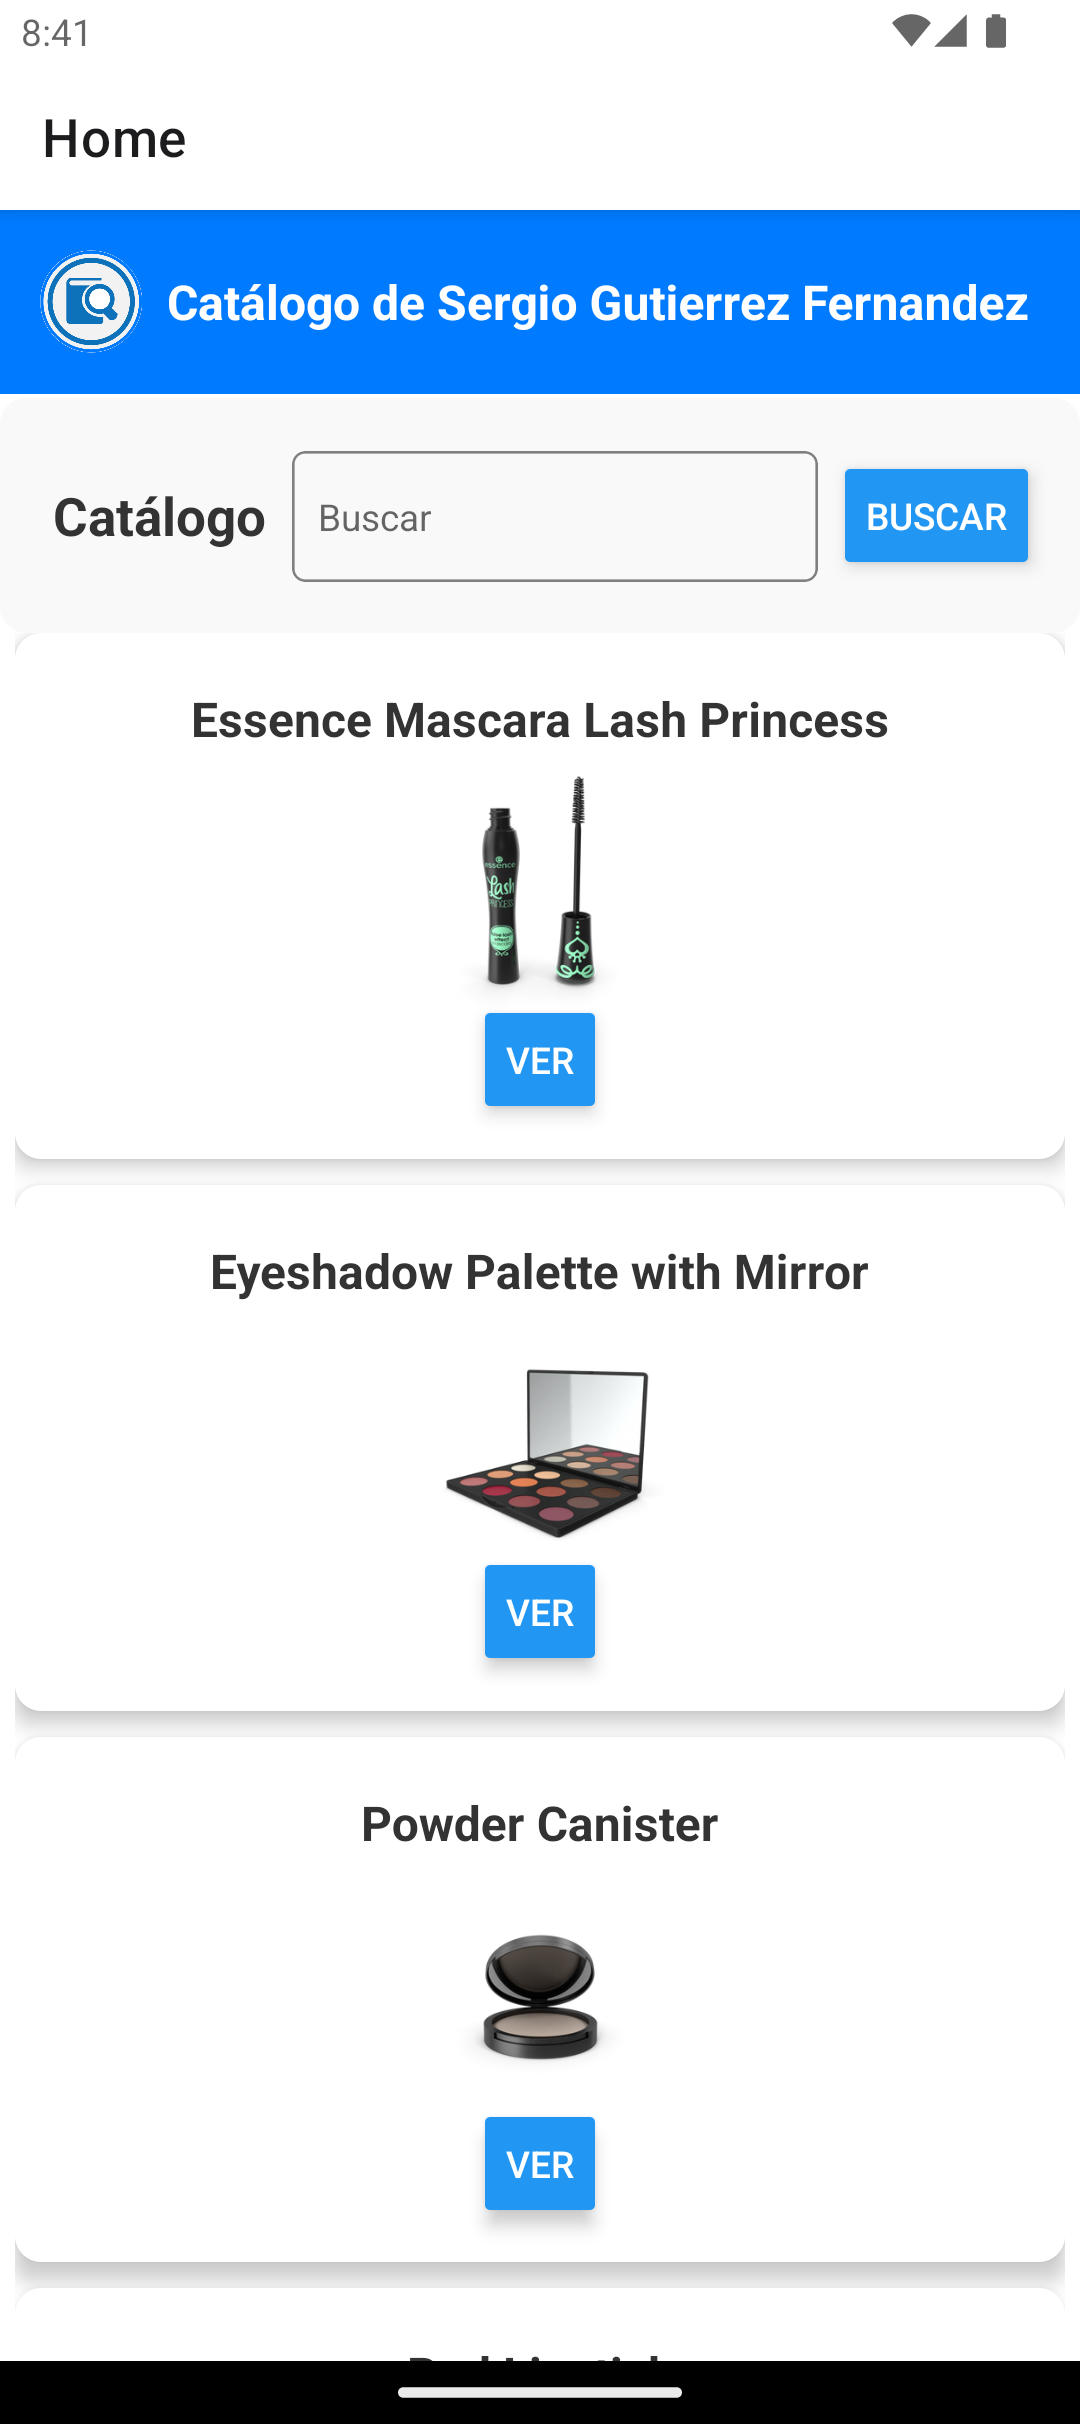 8:41
Home
Catálogo de Sergio Gutierrez Fernandez
Catálogo
Buscar
BUSCAR
Essence Mascara Lash Princess
essence
Lash
PRINCESS
VER
Eyeshadow Palette with Mirror
VER
Powder Canister
VER